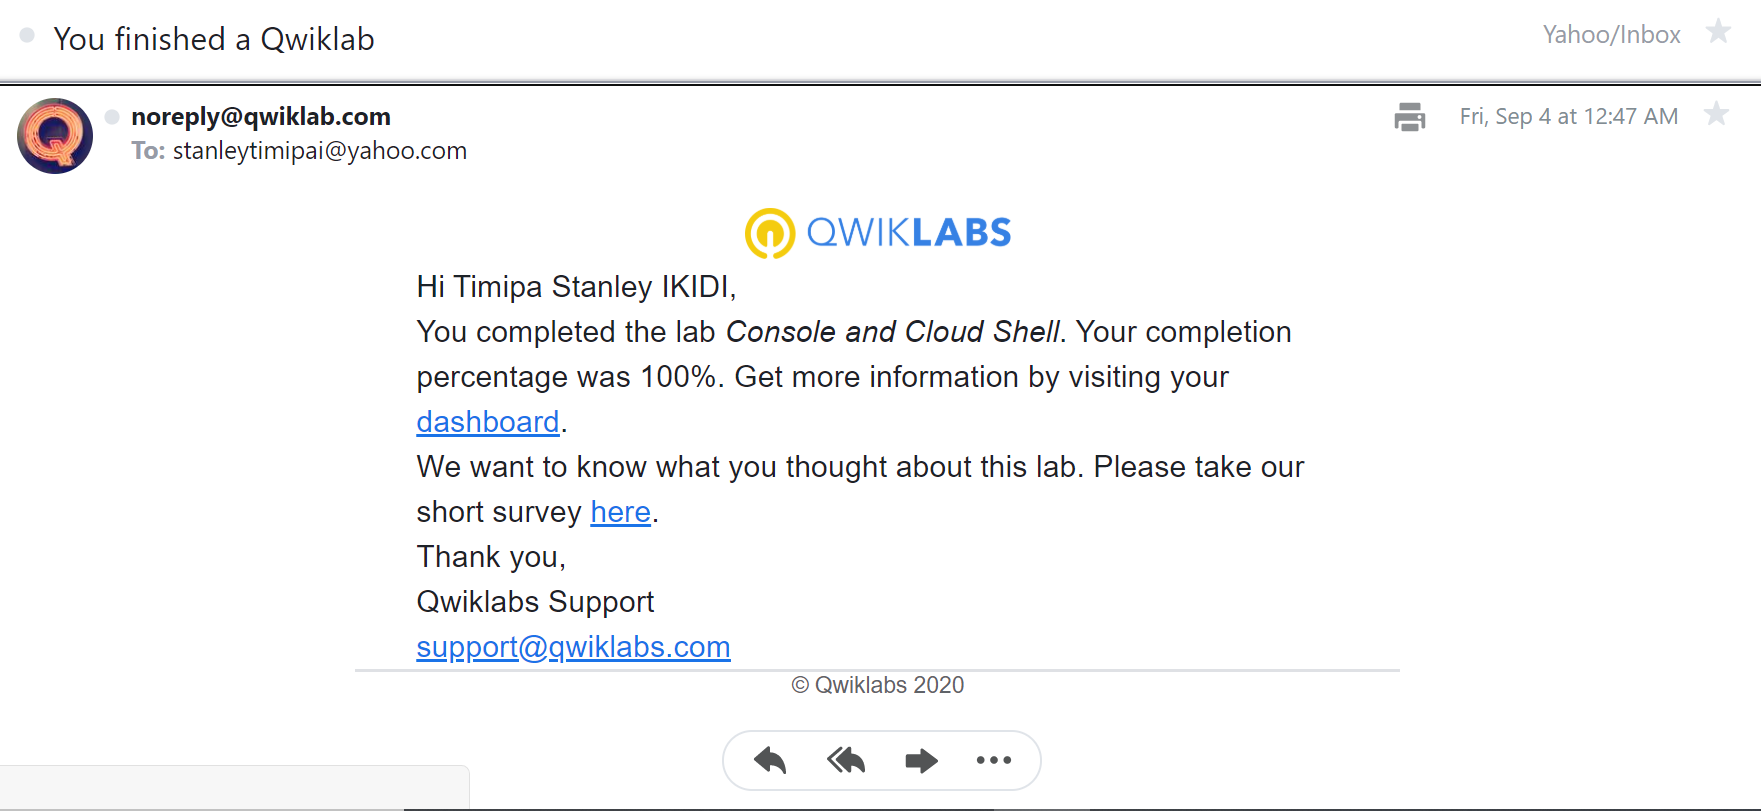 You finished a Qwiklab
Yahoo/Inbox
noreply@qwiklab.com
Fri, Sep 4 at 12:47 AM
To: stanleytimipai@yahoo.com
QWIKLABS
Hi Timipa Stanley IKIDI,
You completed the lab Console and Cloud Shell. Your completion
percentage was 100%. Get more information by visiting your
dashboard.
We want to know what you thought about this lab. Please take our
short survey here.
Thank you,
Qwiklabs Support
support@qwiklabs.com
© Qwiklabs 2020